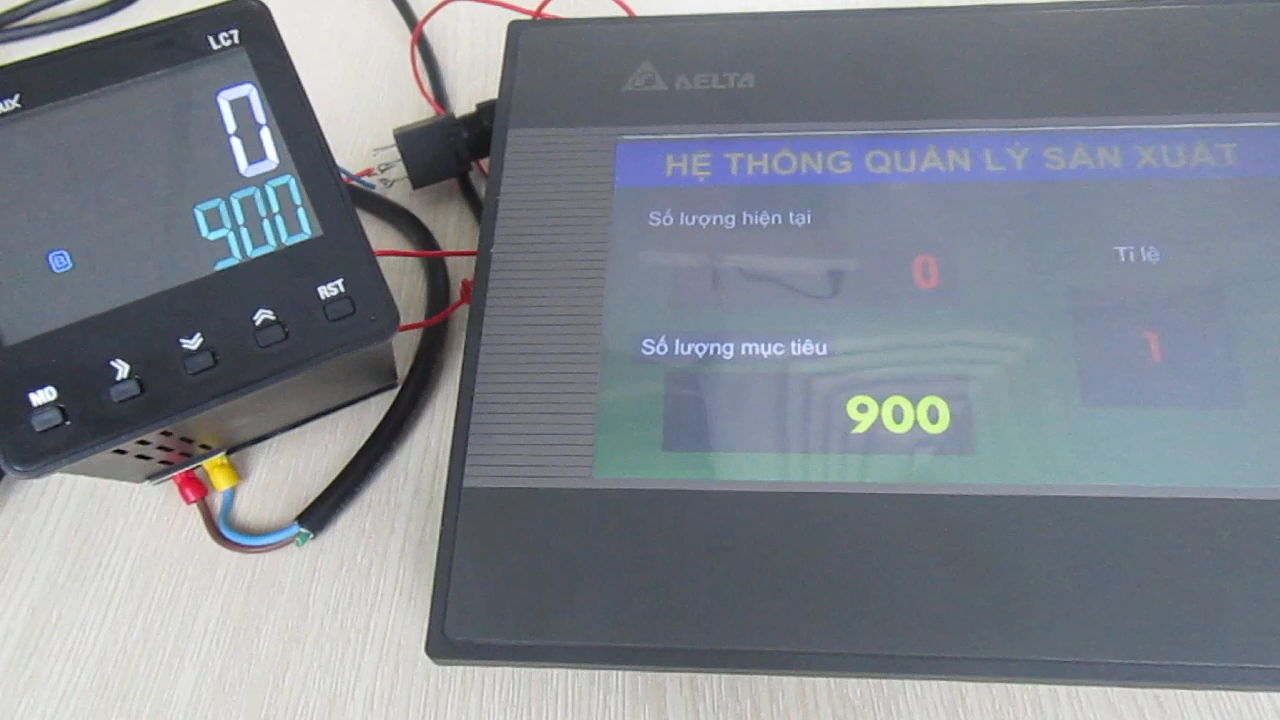 LC7
ux
0
900
B
MD
RST
DELTA
HỆ THỐNG QUẢN LÝ SẢN XUẤT
Số lượng hiện tại
0
Tỉ lệ
1
Số lượng mục tiêu
900